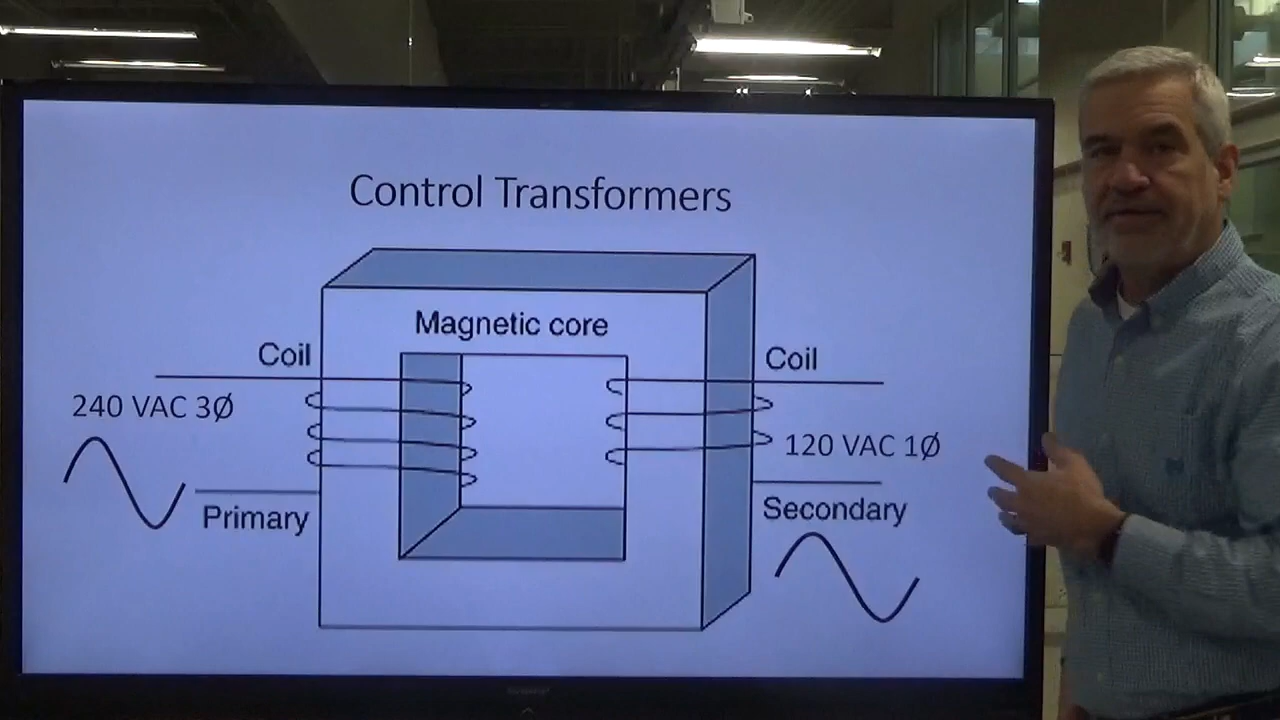 Control Transformers
Magnetic core
Coil
Coil
240 VAC 3Ø
120 VAC 1Ø
Primary
Secondary